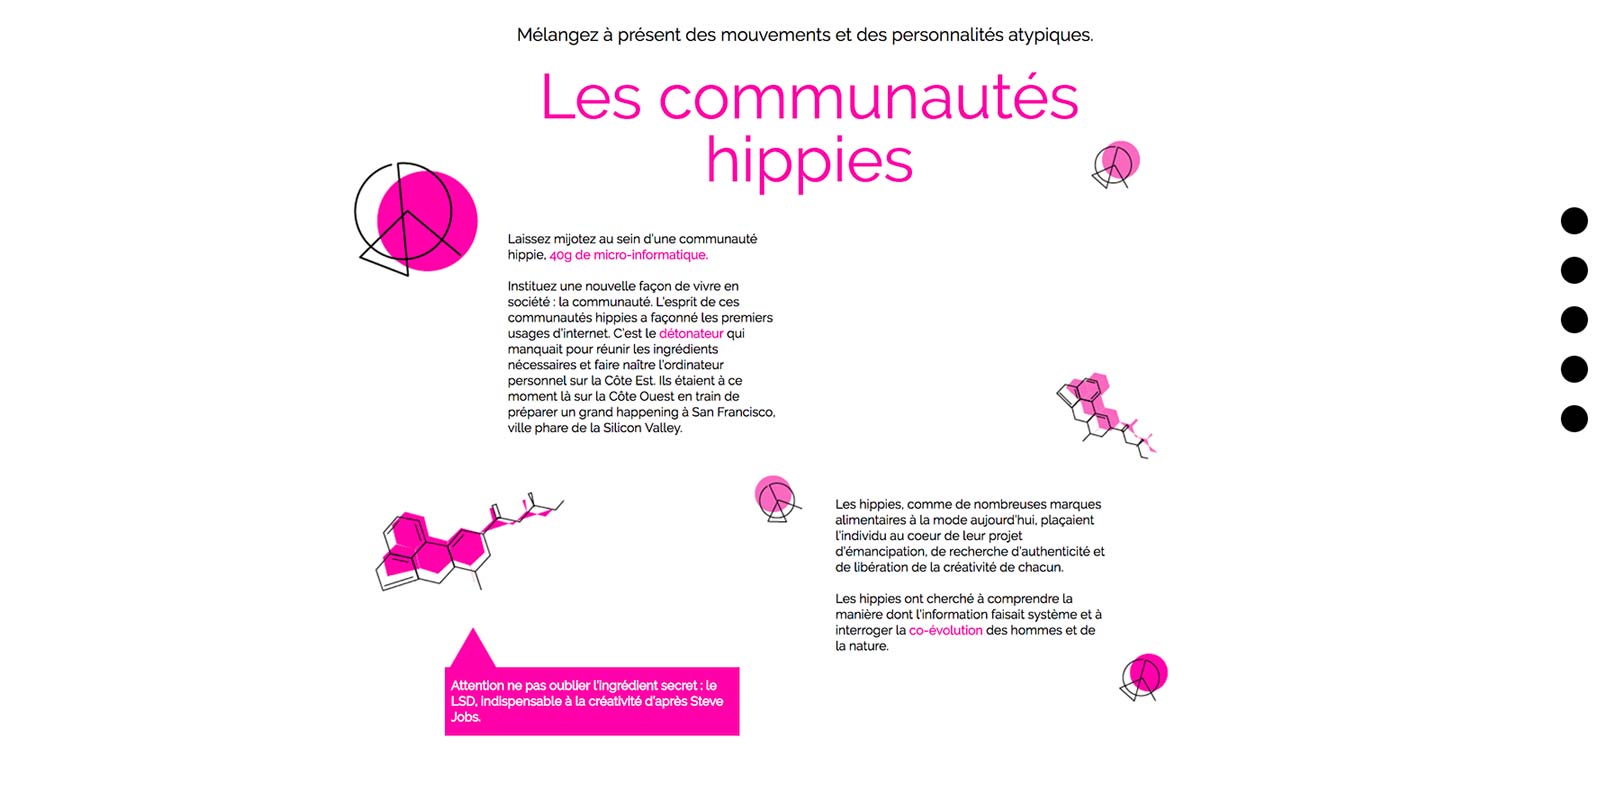 Mélangez à présent des mouvements et des personnalités atypiques.
Les communautés
hippies
Laissez mijotez au sein d'une communauté
hippie, 40g de micro-informatique.
Instituez une nouvelle façon de vivre en
société : la communauté. L'esprit de ces
communautés hippies a façonné les premiers
usages d'internet. C'est le détonateur qui
manquait pour réunir les ingrédients
nécessaires et faire naître l'ordinateur
personnel sur la Côte Est. Ils étaient à ce
moment là sur la Côte Ouest en train de
préparer un grand happening à San Francisco,
ville phare de la Silicon Valley.
Les hippies, comme de nombreuses marques
alimentaires à la mode aujourd'hui, plaçaient
l'individu au coeur de leur projet
d'émancipation, de recherche d'authenticité et
de libération de la créativité de chacun.
Les hippies ont cherché à comprendre la
manière dont l'information faisait système et à
interroger la co-évolution des hommes et de
la nature.
Attention ne pas oublier l'ingrédient secret : le
LSD, indispensable à la créativité d'après Steve
Jobs.